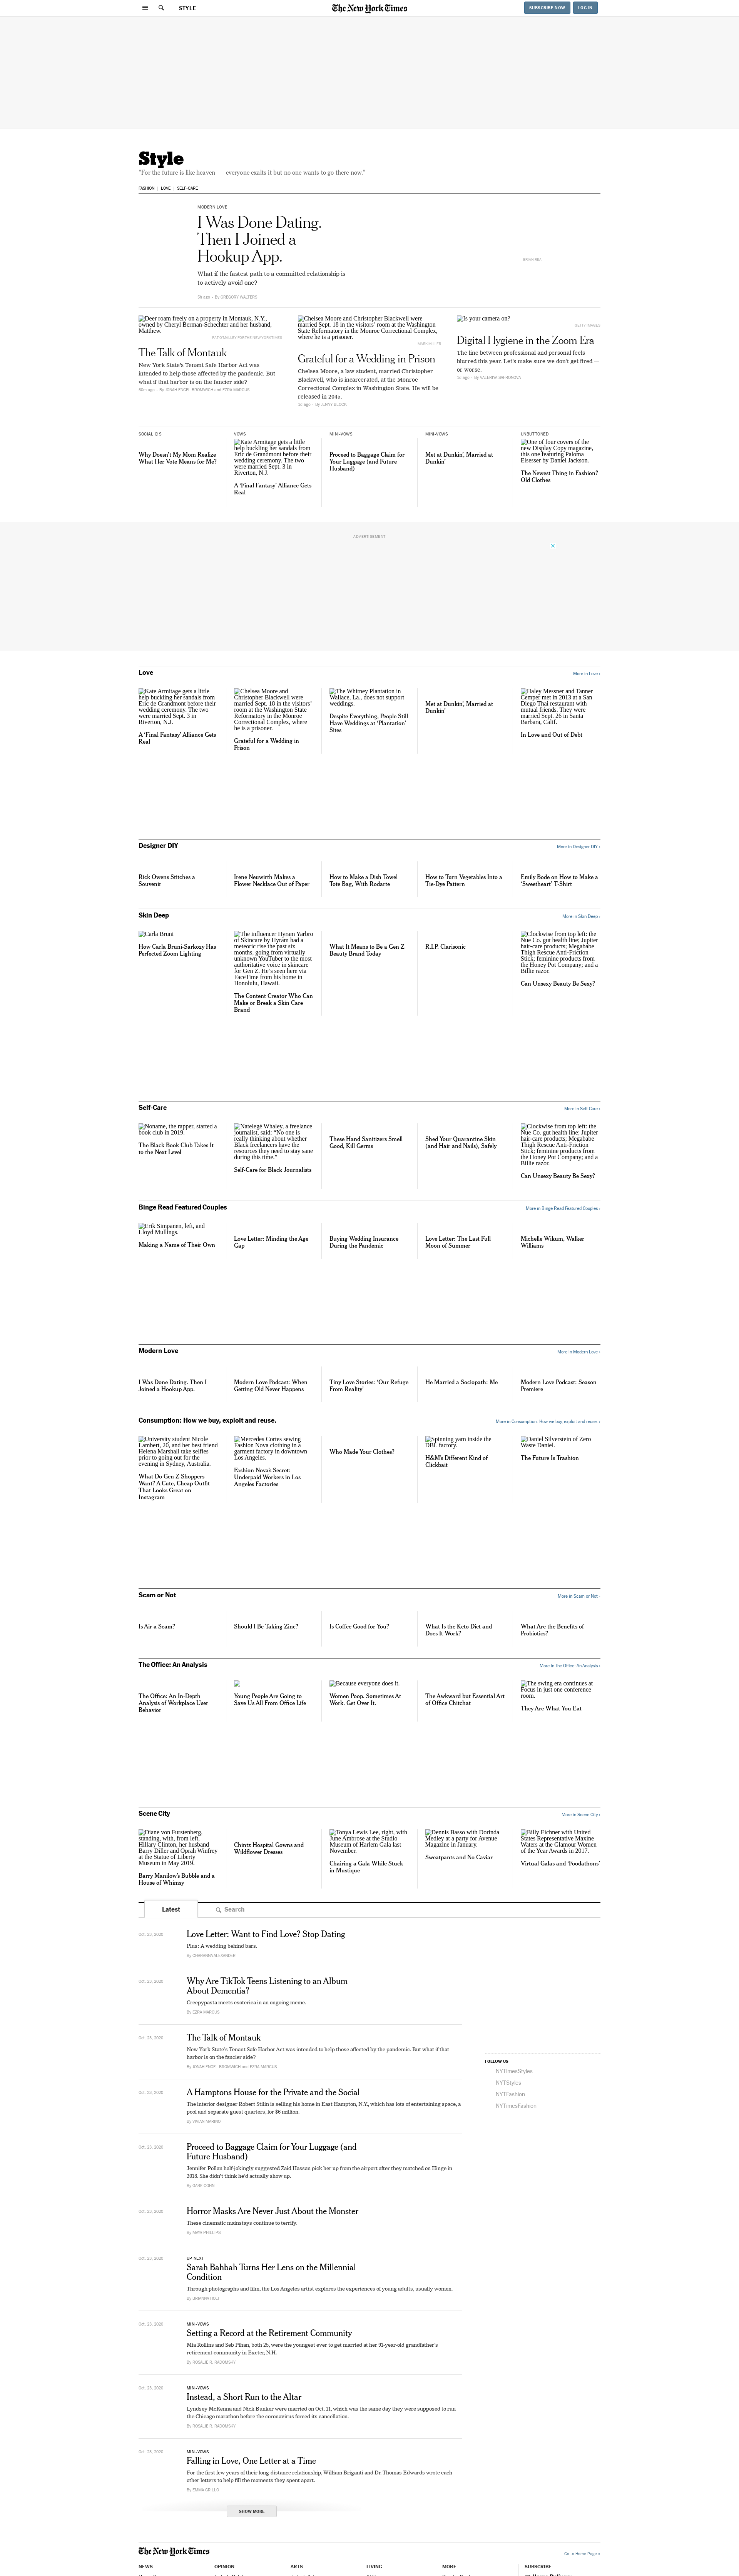 STYLE
The New York Times
SUBSCRIBE NOW
LOG IN
Style
"For the future is like heaven — everyone exalts it but no one wants to go there now."
FASHION
LOVE
SELF-CARE
MODERN LOVE
I Was Done Dating.
Then I Joined a
Hookup App.
What if the fastest path to a committed relationship is
to actively avoid one?
By GREGORY WALTERS
BRIAN REA
Deer roam freely on a property in Montauk, N.Y.,
owned by Cheryl Berman-Schechter and her husband,
Matthew.
The Talk of Montauk
New York State's Tenant Safe Harbor Act was
intended to help those affected by the pandemic. But
what if that harbor is on the fancier side?
By JONAH ENGEL BROMWICH and EZRA MARCUS
Chelsea Moore and Christopher Blackwell were
married Sept. 18 in the visitors' room at the Washington
State Reformatory in the Monroe Correctional Complex,
where he is a prisoner.
Grateful for a Wedding in Prison
Chelsea Moore, a law student, married Christopher
Blackwell, who is incarcerated, at the Monroe
Correctional Complex in Washington State. He will be
released in 2045.
1d ago – By JENNY BLOCK
Is your camera on?
GETTY IMAGES
Digital Hygiene in the Zoom Era
The line between professional and personal feels
blurred this year. Let's make sure we don't get fired —
or worse.
1d ago – By VALERIYA SAFRONOVA
SOCIAL Q'S
Why Doesn't My Mom Realize
What Her Vote Means for Me?
VOWS
Kate Armitage gets a little
help buckling her sandals from
Eric de Grandmont before their
wedding ceremony. The two
were married Sept. 3 in
Riverton, N.J.
A 'Final Fantasy' Alliance Gets
Real
MINI-VOWS
Proceed to Baggage Claim for
Your Luggage (and Future
Husband)
MINI-VOWS
Met at Dunkin', Married at
Dunkin'
UNBUTTONED
One of four covers of the
new Display Copy magazine,
this one featuring Paloma
Elsesser by Daniel Jackson.
The Newest Thing in Fashion?
Old Clothes
ADVERTISEMENT
Love
More in Love ›
Kate Armitage gets a little
help buckling her sandals from
Eric de Grandmont before their
wedding ceremony. The two
were married Sept. 3 in
Riverton, N.J.
A 'Final Fantasy' Alliance Gets
Real
Chelsea Moore and
Christopher Blackwell were
married Sept. 18 in the visitors'
room at the Washington State
Reformatory in the Monroe
Correctional Complex, where
he is a prisoner.
Grateful for a Wedding in
Prison
The Whitney Plantation in
Wallace, La., does not support
weddings.
Despite Everything, People Still
Have Weddings at 'Plantation'
Sites
Met at Dunkin', Married at
Dunkin'
Haley Messner and Tanner
Cempter met in 2013 at a San
Diego Thai restaurant with
mutual friends. They were
married Sept. 26 in Santa
Barbara, Calif.
In Love and Out of Debt
Designer DIY
More in Designer DIY ›
Rick Owens Stitches a
Souvenir
Irene Neuwirth Makes a
Flower Necklace Out of Paper
How to Make a Dish Towel
Tote Bag, With Rodarte
How to Turn Vegetables Into a
Tie-Dye Pattern
Emily Bode on How to Make a
'Sweetheart' T-Shirt
Skin Deep
More in Skin Deep ›
Carla Bruni
How Carla Bruni-Sarkozy Has
Perfected Zoom Lighting
The influencer Hyram Yarbro
of Skincare by Hyram had a
meteoric rise the past six
months, going from virtually
unknown YouTuber to the most
authoritative voice in skincare
for Gen Z. He's seen here via
FaceTime from his home in
Honolulu, Hawaii.
The Content Creator Who Can
Make or Break a Skin Care
Brand
What It Means to Be a Gen Z
Beauty Brand Today
R.I.P. Clarisonic
Clockwise from top left: the
Nue Co. gut health line; Jupiter
hair-care products; Megababe
Thigh Rescue Anti-Friction
Stick; feminine products from
the Honey Pot Company; and a
Billie razor.
Can Unsexy Beauty Be Sexy?
Self-Care
More in Self-Care ›
Noname, the rapper, started a
book club in 2019.
The Black Book Club Takes It
to the Next Level
Natelegé Whaley, a freelance
journalist, said: "No one is
really thinking about whether
Black freelancers have the
resources they need to stay sane
during this time."
Self-Care for Black Journalists
These Hand Sanitizers Smell
Good, Kill Germs
Shed Your Quarantine Skin
(and Hair and Nails), Safely
Clockwise from top left: the
Nue Co. gut health line; Jupiter
hair-care products; Megababe
Thigh Rescue Anti-Friction
Stick; feminine products from
the Honey Pot Company; and a
Billie razor.
Can Unsexy Beauty Be Sexy?
Binge Read Featured Couples
More in Binge Read Featured Couples ›
Erik Simpanen, left, and
Lloyd Mullings.
Making a Name of Their Own
Love Letter: Minding the Age
Gap
Buying Wedding Insurance
During the Pandemic
Love Letter: The Last Full
Moon of Summer
Michelle Wikum, Walker
Williams
Modern Love
More in Modern Love ›
I Was Done Dating. Then I
Joined a Hookup App.
Modern Love Podcast: When
Getting Old Never Happens
Tiny Love Stories: 'Our Refuge
From Reality'
He Married a Sociopath: Me
Modern Love Podcast: Season
Premiere
Consumption: How we buy, exploit and reuse.
More in Consumption: How we buy, exploit and reuse. ›
University student Nicole
Lambert, 20, and her best friend
Helena Marshall take selfies
prior to going out for the
evening in Sydney, Australia.
What Do Gen Z Shoppers
Want? A Cute, Cheap Outfit
That Looks Great on
Instagram
Mercedes Cortes sewing
Fashion Nova clothing in a
garment factory in downtown
Los Angeles.
Fashion Nova's Secret:
Underpaid Workers in Los
Angeles Factories
Who Made Your Clothes?
Spinning yarn inside the
DBL factory.
H&M's Different Kind of
Clickbait
Daniel Silverstein of Zero
Waste Daniel.
The Future Is Trashion
Scam or Not
More in Scam or Not ›
Is Air a Scam?
Should I Be Taking Zinc?
Is Coffee Good for You?
What Is the Keto Diet and
Does It Work?
What Are the Benefits of
Probiotics?
The Office: An Analysis
More in The Office: An Analysis ›
The Office: An In-Depth
Analysis of Workplace User
Behavior
Young People Are Going to
Save Us All From Office Life
Because everyone does it.
Women Poop. Sometimes At
Work. Get Over It.
The Awkward but Essential Art
of Office Chitchat
The swing era continues at
Focus in just one conference
room.
They Are What You Eat
Scene City
More in Scene City ›
Diane von Furstenberg,
standing, with, from left,
Hillary Clinton, her husband
Barry Diller and Oprah Winfrey
at the Statue of Liberty
Museum in May 2019.
Barry Manilow's Bubble and a
House of Whimsy
Chintz Hospital Gowns and
Wildflower Dresses
Tonya Lewis Lee, right, with
June Ambrose at the Studio
Museum of Harlem Gala last
November.
Chairing a Gala While Stuck
in Mustique
Dennis Basso with Dorinda
Medley at a party for Avenue
Magazine in January.
Sweatpants and No Caviar
Billy Eichner with United
States Representative Maxine
Waters at the Glamour Women
of the Year Awards in 2017.
Virtual Galas and 'Foodathons'
Latest
Search
Love Letter: Want to Find Love? Stop Dating
Plus: A wedding behind bars.
By CHARANNA ALEXANDER
Oct. 23, 2020
Why Are TikTok Teens Listening to an Album
About Dementia?
Creepypasta meets esoterica in an ongoing meme.
By EZRA MARCUS
Oct. 23, 2020
The Talk of Montauk
New York State's Tenant Safe Harbor Act was intended to help those affected by the pandemic. But what if that
harbor is on the fancier side?
By JONAH ENGEL BROMWICH and EZRA MARCUS
Oct. 23, 2020
A Hamptons House for the Private and the Social
The interior designer Robert Stilin is selling his home in East Hampton, N.Y., which has lots of entertaining space, a
pool and separate guest quarters, for $6 million.
By VIVIAN MARINO
Oct. 23, 2020
Proceed to Baggage Claim for Your Luggage (and
Future Husband)
Jennifer Pollan half-jokingly suggested Zaid Hassan pick her up from the airport after they matched on Hinge in
2018. She didn't think he'd actually show up.
By GABE COHN
Oct. 23, 2020
Horror Masks Are Never Just About the Monster
These cinematic mainstays continue to terrify.
By MAYA PHILLIPS
Oct. 23, 2020
UP NEXT
Sarah Bahbah Turns Her Lens on the Millennial
Condition
Through photographs and film, the Los Angeles artist explores the experiences of young adults, usually women.
By BRIANNA HOLT
Oct. 23, 2020
MINI-VOWS
Setting a Record at the Retirement Community
Mia Rollins and Seb Pihan, both 25, were the youngest ever to get married at her 91-year-old grandfather's
retirement community in Exeter, N.H.
By ROSALIE R. RADOMSKY
Oct. 23, 2020
MINI-VOWS
Instead, a Short Run to the Altar
Lyndsey McKenna and Nick Bunker were married on Oct. 11, which was the same day they were supposed to run
the Chicago marathon before the coronavirus forced its cancellation.
By ROSALIE R. RADOMSKY
Oct. 23, 2020
MINI-VOWS
Falling in Love, One Letter at a Time
For the first few years of their long-distance relationship, William Briganti and Dr. Thomas Edwards wrote each
other letters to help fill the moments they spent apart.
By EMMA GRILLO
SHOW MORE
FOLLOW US
NYTimesStyles
NYTStyles
NYTFashion
NYTimesFashion
The New York Times
Go to Home Page »
NEWS
OPINION
ARTS
LIVING
MORE
SUBSCRIBE